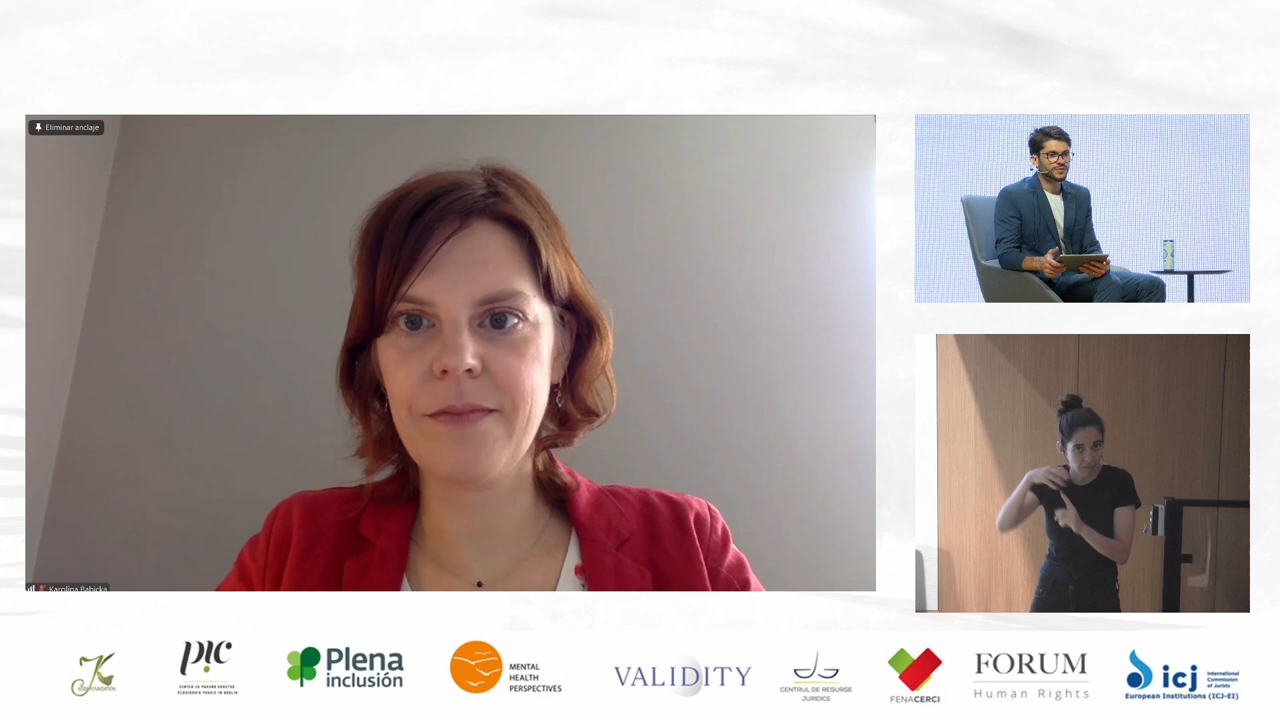 Eliminar anclaje
Karolina Babicka
pic
Plena
inclusión
MENTAL
HEALTH
PERSPECTIVES
VALIDITY
CENTRUL DE RESURSE
JURIDICE
FENACERCI
FORUM
Human Rights
icj
International
Commission
of Jurists
European Institutions (ICJ-EI)